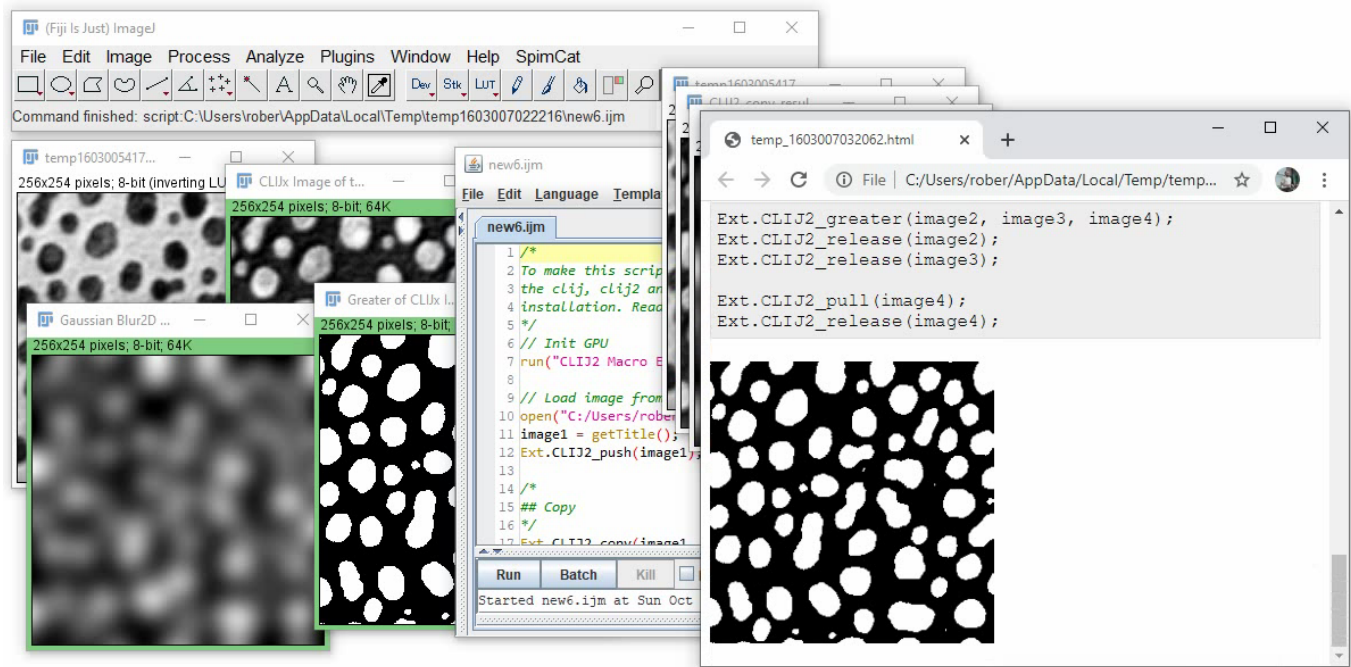 (Fiji Is Just) ImageJ
File Edit Image Process Analyze Plugins Window Help SpimCat
A Dev Stk LUT
Command finished: script:C:\Users\rober\AppData\Local\Temp\temp1603007022216\new6.ijm
temp1603005417...
256x254 pixels; 8-bit (inverting LU
CLIJx Image of t...
256x254 pixels; 8-bit; 64K
Gaussian Blur2D ...
256x254 pixels; 8-bit; 64K
Greater of CLIJx I...
256x254 pixels; 8-bit;
new6.ijm
File Edit Language Templa
new6.ijm
1 /*
2 To make this scrip
3 the clij, clij2 an
4 installation. Read
5 */
6 // Init GPU
7 run("CLIJ2 Macro E
8
9 // Load image from
10 open("C:/Users/rober
11 image1 = getTitle();
12 Ext.CLIJ2_push(image1);
13
14 /*
15 ## Copy
16 */
17 Ext.CLIJ2_copy(image1
Run Batch Kill
Started new6.ijm at Sun Oct
temp1603005417
CLIJ2_copy_resul
temp_1603007032062.html
File C:/Users/rober/AppData/Local/Temp/temp...
Ext.CLIJ2_greater(image2, image3, image4);
Ext.CLIJ2_release(image2);
Ext.CLIJ2_release(image3);
Ext.CLIJ2_pull(image4);
Ext.CLIJ2_release(image4);